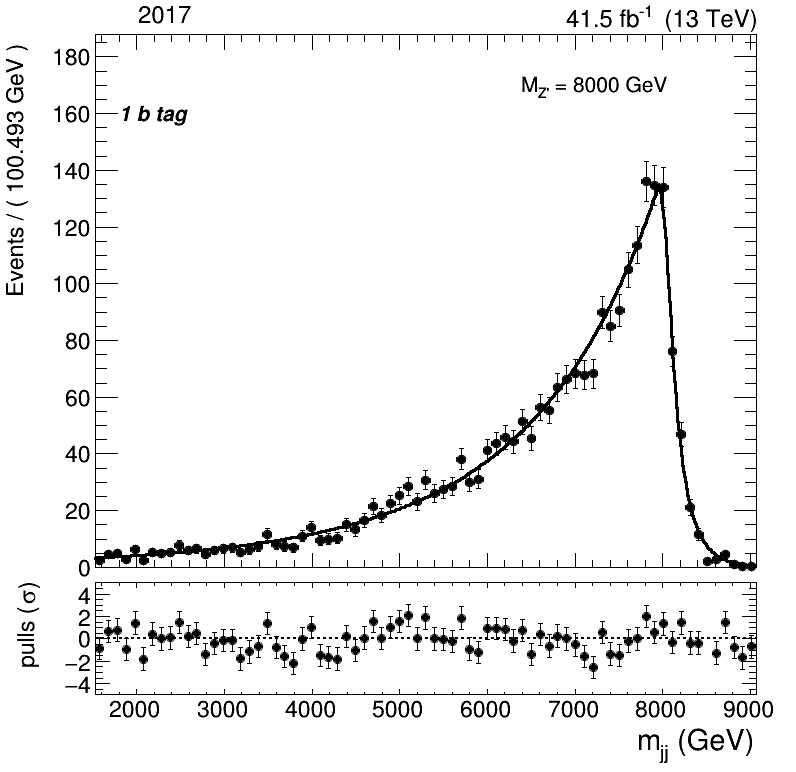 2017 41.5 fb⁻¹ (13 TeV)
M_Z' = 8000 GeV
1 b tag
Events / ( 100.493 GeV )
180
160
140
120
100
80
60
40
20
0
pulls (σ)
4
2
0
−2
−4
2000 3000 4000 5000 6000 7000 8000 9000
m_jj (GeV)